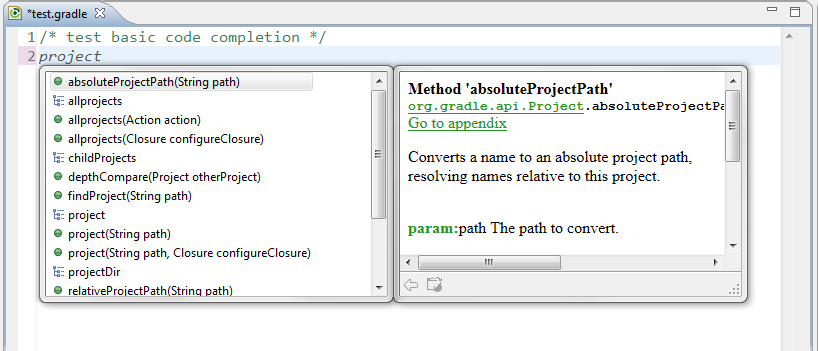 *test.gradle
1 /* test basic code completion */
2 project
absoluteProjectPath(String path)
allprojects
allprojects(Action action)
allprojects(Closure configureClosure)
childProjects
depthCompare(Project otherProject)
findProject(String path)
project
project(String path)
project(String path, Closure configureClosure)
projectDir
relativeProjectPath(String path)
Method 'absoluteProjectPath'
org.gradle.api.Project.absoluteProjectPa
Go to appendix
Converts a name to an absolute project path,
resolving names relative to this project.
param:path The path to convert.